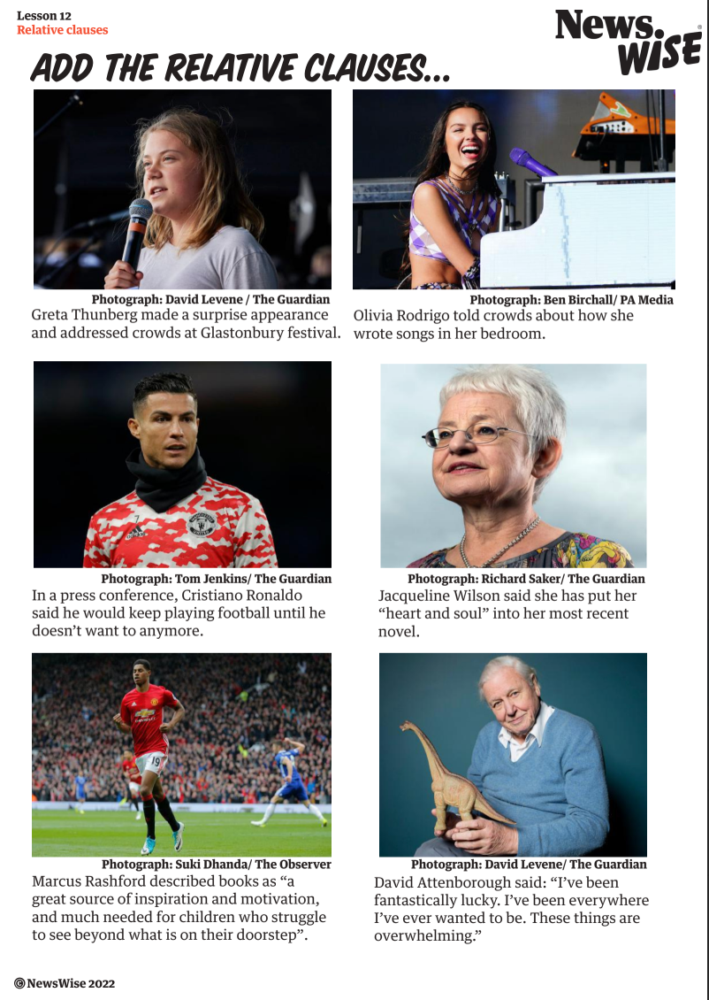 Lesson 12
Relative clauses
News.
WISE®
ADD THE RELATIVE CLAUSES...
Photograph: David Levene / The Guardian
Greta Thunberg made a surprise appearance
and addressed crowds at Glastonbury festival.
Photograph: Ben Birchall/ PA Media
Olivia Rodrigo told crowds about how she
wrote songs in her bedroom.
7
adidas
MANCHESTER
UNITED
Photograph: Tom Jenkins/ The Guardian
In a press conference, Cristiano Ronaldo
said he would keep playing football until he
doesn’t want to anymore.
Photograph: Richard Saker/ The Guardian
Jacqueline Wilson said she has put her
“heart and soul” into her most recent
novel.
CHEVROLET
19
Photograph: Suki Dhanda/ The Observer
Marcus Rashford described books as “a
great source of inspiration and motivation,
and much needed for children who struggle
to see beyond what is on their doorstep”.
Photograph: David Levene/ The Guardian
David Attenborough said: “I’ve been
fantastically lucky. I’ve been everywhere
I’ve ever wanted to be. These things are
overwhelming.”
© NewsWise 2022